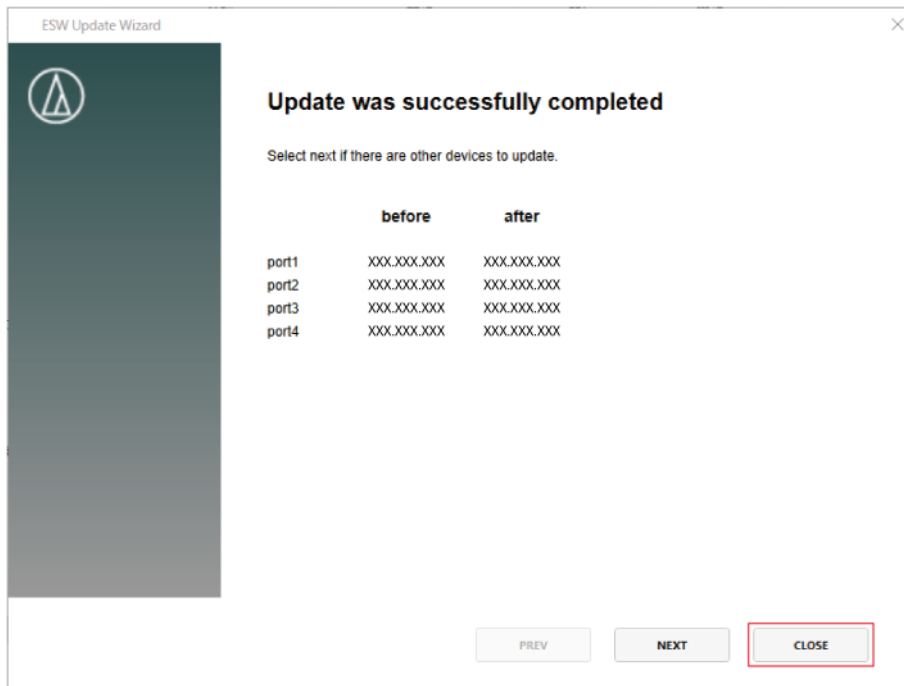 ESW Update Wizard
Update was successfully completed
Select next if there are other devices to update.
before after
port1 XXX.XXX.XXX XXX.XXX.XXX
port2 XXX.XXX.XXX XXX.XXX.XXX
port3 XXX.XXX.XXX XXX.XXX.XXX
port4 XXX.XXX.XXX XXX.XXX.XXX
PREV NEXT CLOSE